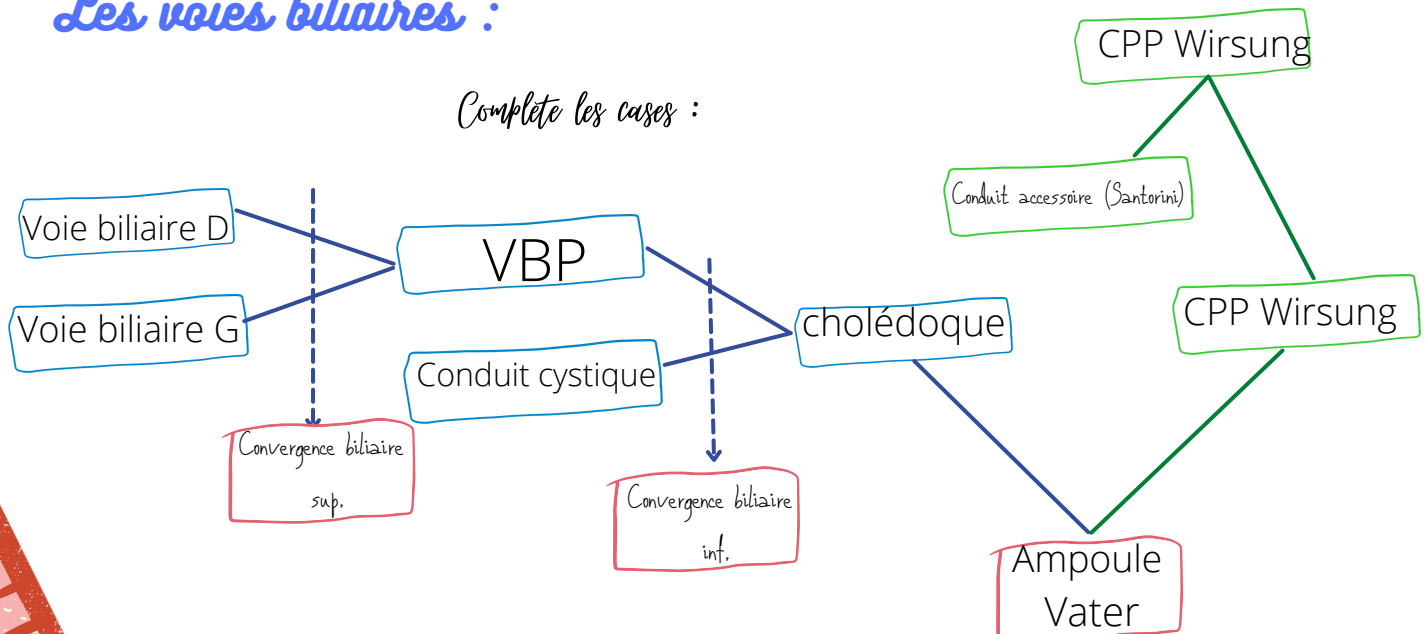 Les voies biliaires :
Complète les cases :
CPP Wirsung
Conduit accessoire (Santorini)
Voie biliaire D
VBP
Voie biliaire G
CPP Wirsung
cholédoque
Conduit cystique
Convergence biliaire
sup.
Convergence biliaire
inf.
Ampoule
Vater